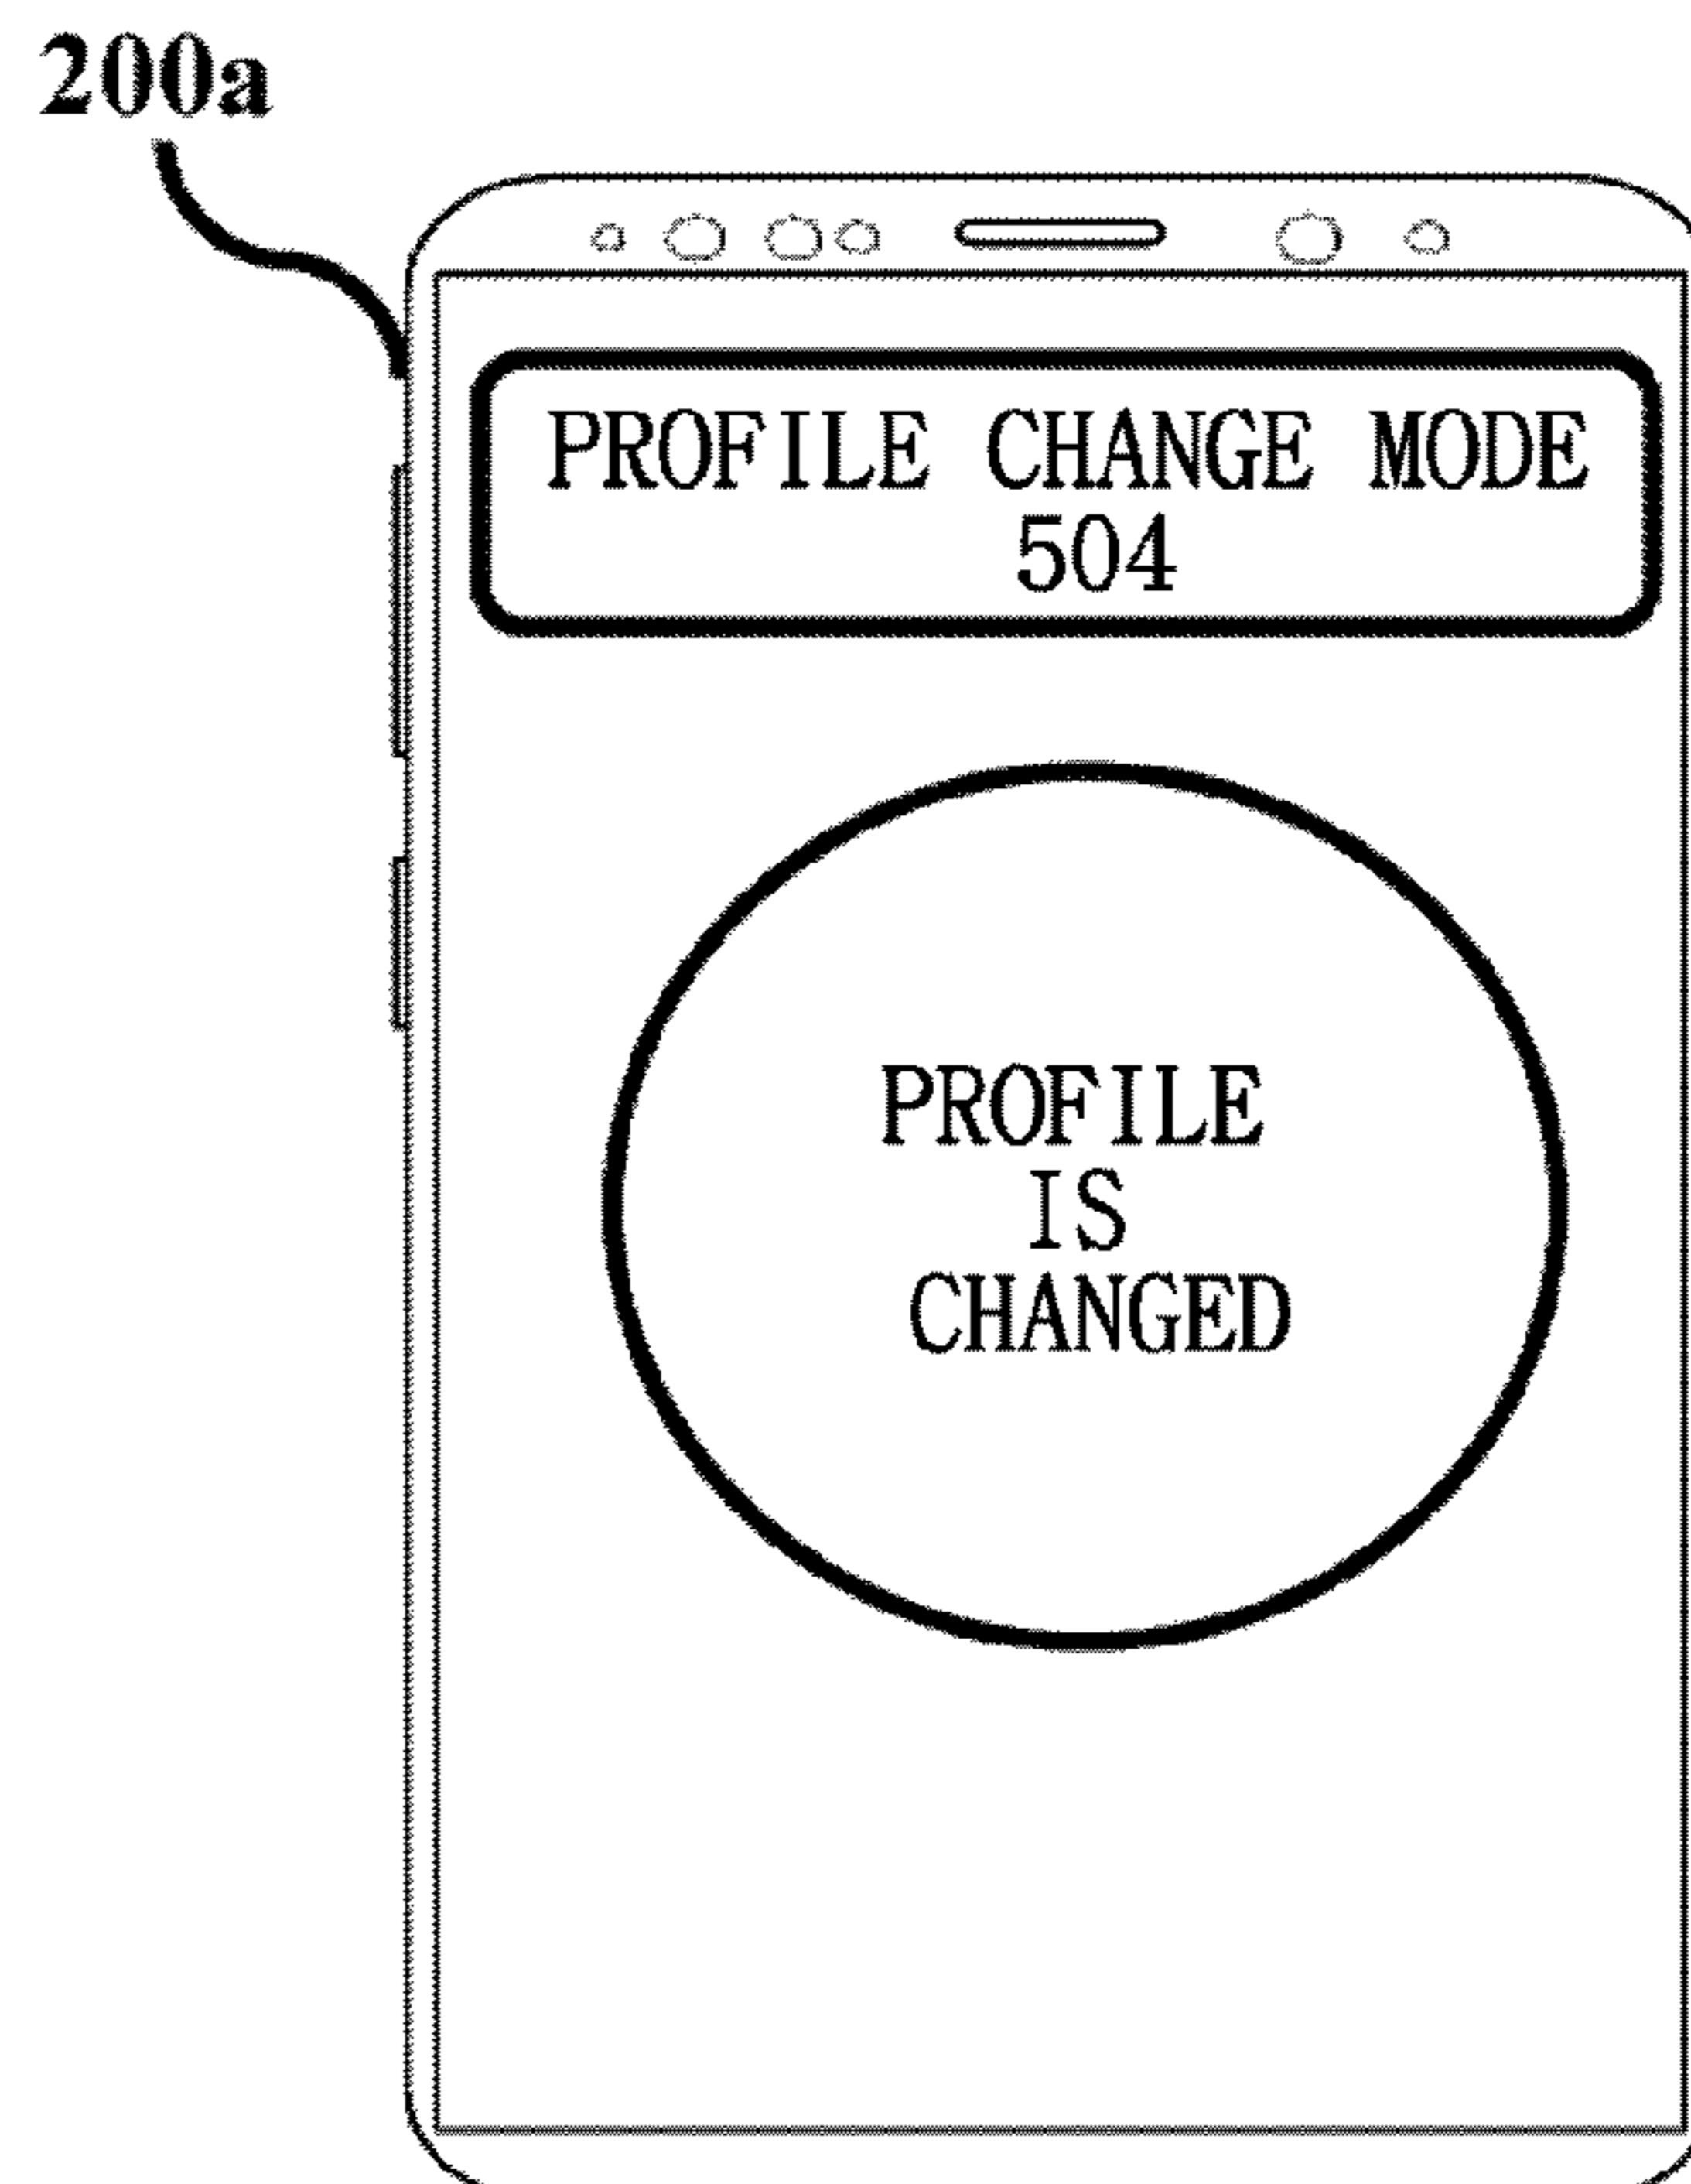 200a
PROFILE CHANGE MODE
504
PROFILE
IS
CHANGED